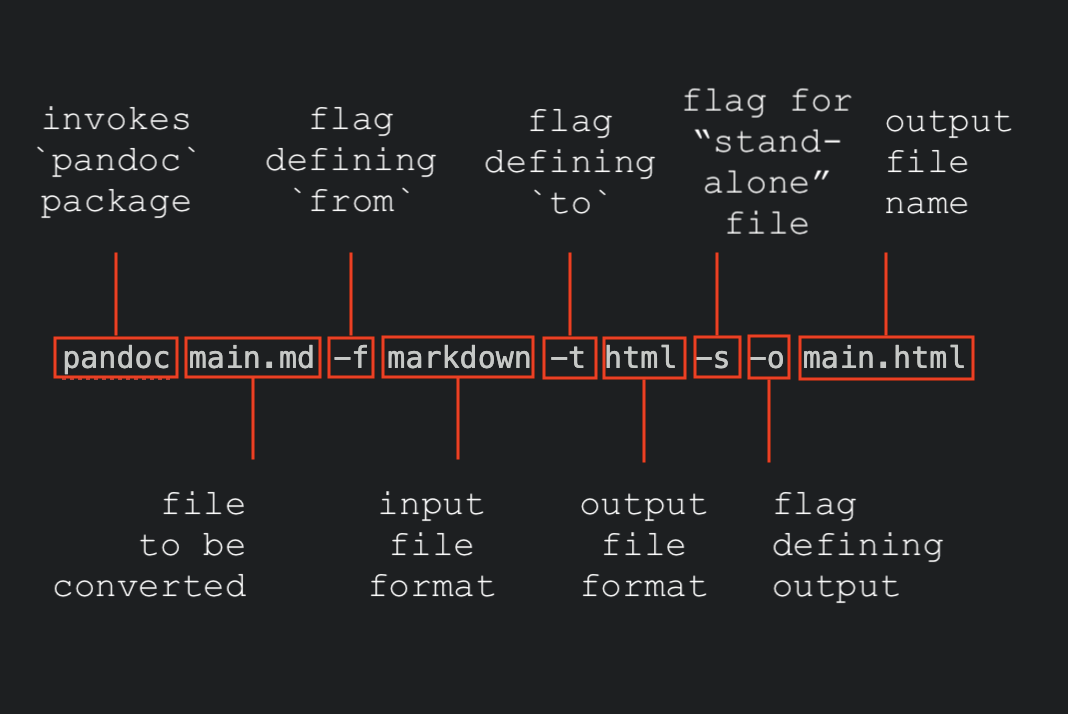 invokes
`pandoc`
package
flag
defining
`from`
flag
defining
`to`
flag for
“stand-
alone”
file
output
file
name
pandoc main.md -f markdown -t html -s -o main.html
file
to be
converted
input
file
format
output
file
format
flag
defining
output